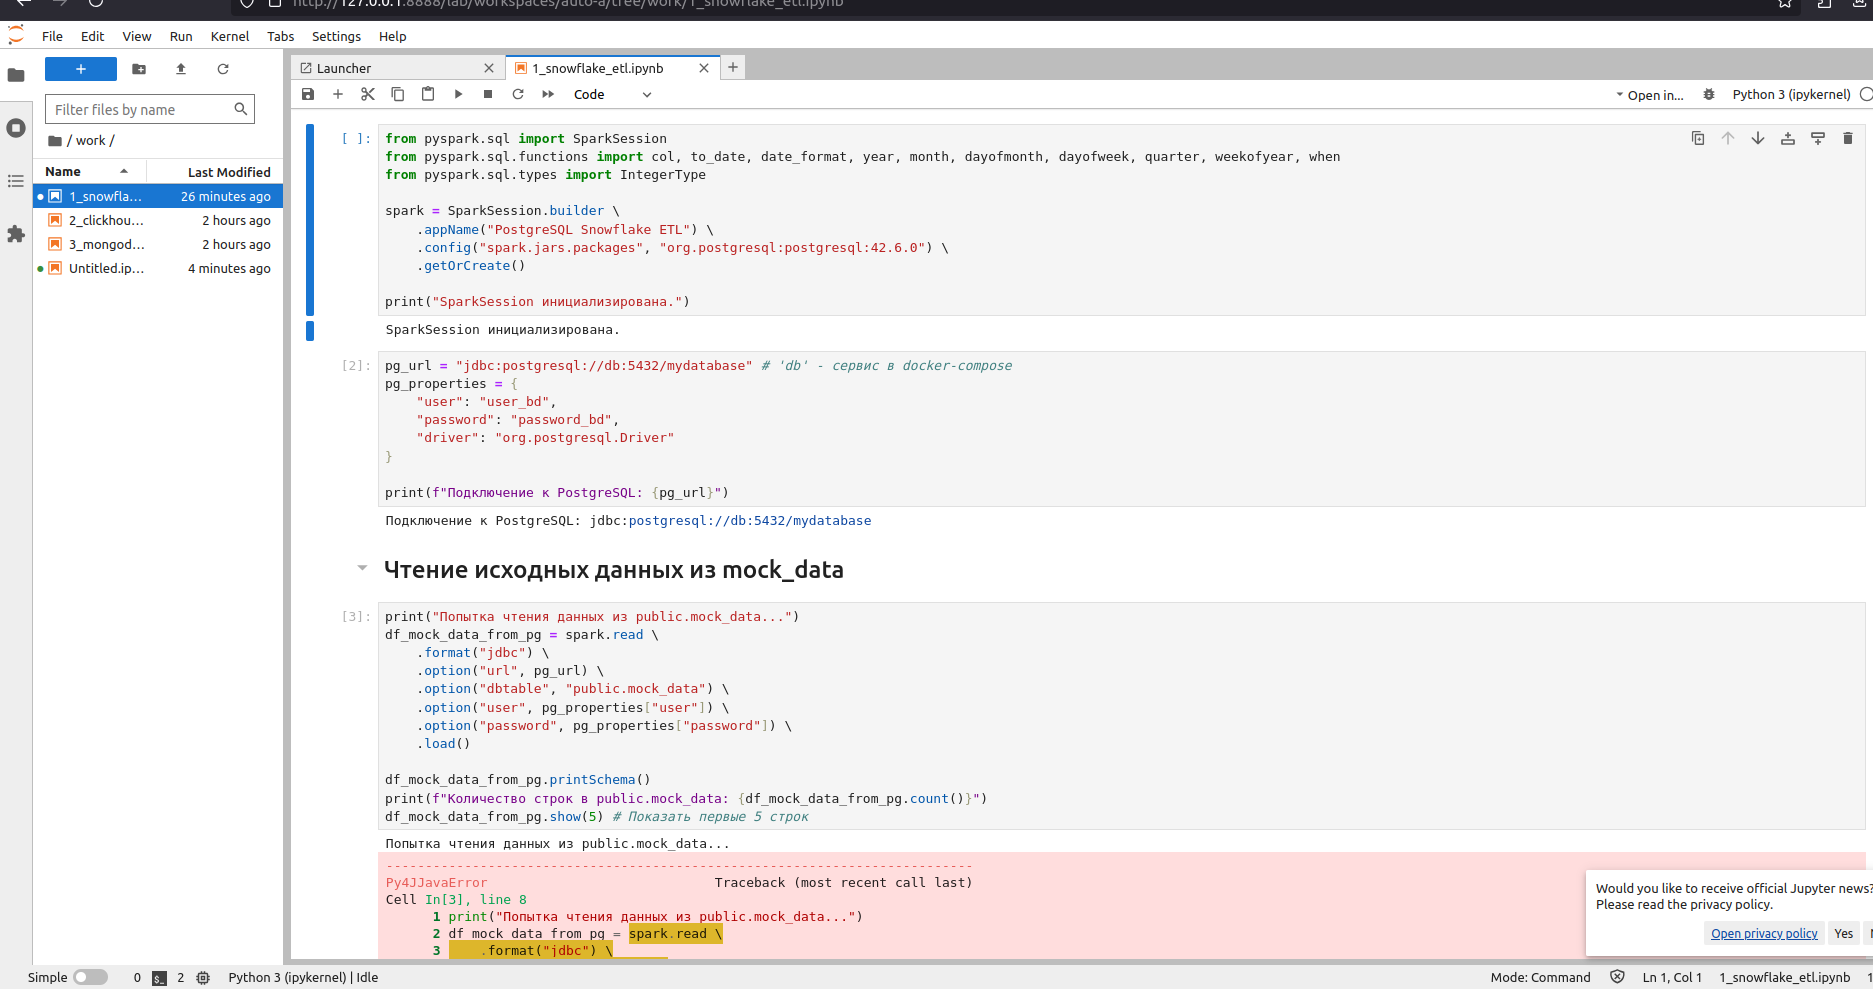 http://127.0.0.1:8888/lab/workspaces/auto-a/tree/work/1_snowflake_etl.ipynb
File Edit View Run Kernel Tabs Settings Help
Filter files by name
/ work /
Name Last Modified
1_snowfla... 26 minutes ago
2_clickhou... 2 hours ago
3_mongod... 2 hours ago
Untitled.ip... 4 minutes ago
Launcher
1_snowflake_etl.ipynb
Code
Open in...
Python 3 (ipykernel)
[ ]:
from pyspark.sql import SparkSession
from pyspark.sql.functions import col, to_date, date_format, year, month, dayofmonth, dayofweek, quarter, weekofyear, when
from pyspark.sql.types import IntegerType
spark = SparkSession.builder \
.appName("PostgreSQL Snowflake ETL") \
.config("spark.jars.packages", "org.postgresql:postgresql:42.6.0") \
.getOrCreate()
print("SparkSession инициализирована.")
SparkSession инициализирована.
[2]:
pg_url = "jdbc:postgresql://db:5432/mydatabase" # 'db' - сервис в docker-compose
pg_properties = {
"user": "user_bd",
"password": "password_bd",
"driver": "org.postgresql.Driver"
}
print(f"Подключение к PostgreSQL: {pg_url}")
Подключение к PostgreSQL: jdbc:postgresql://db:5432/mydatabase
Чтение исходных данных из mock_data
[3]:
print("Попытка чтения данных из public.mock_data...")
df_mock_data_from_pg = spark.read \
.format("jdbc") \
.option("url", pg_url) \
.option("dbtable", "public.mock_data") \
.option("user", pg_properties["user"]) \
.option("password", pg_properties["password"]) \
.load()
df_mock_data_from_pg.printSchema()
print(f"Количество строк в public.mock_data: {df_mock_data_from_pg.count()}")
df_mock_data_from_pg.show(5) # Показать первые 5 строк
Попытка чтения данных из public.mock_data...
---------------------------------------------------------------------------
Py4JJavaError Traceback (most recent call last)
Cell In[3], line 8
1 print("Попытка чтения данных из public.mock_data...")
2 df_mock_data_from_pg = spark.read \
3 .format("jdbc") \
Would you like to receive official Jupyter news?
Please read the privacy policy.
Open privacy policy Yes
Simple 0 2 Python 3 (ipykernel) | Idle
Mode: Command Ln 1, Col 1 1_snowflake_etl.ipynb 1